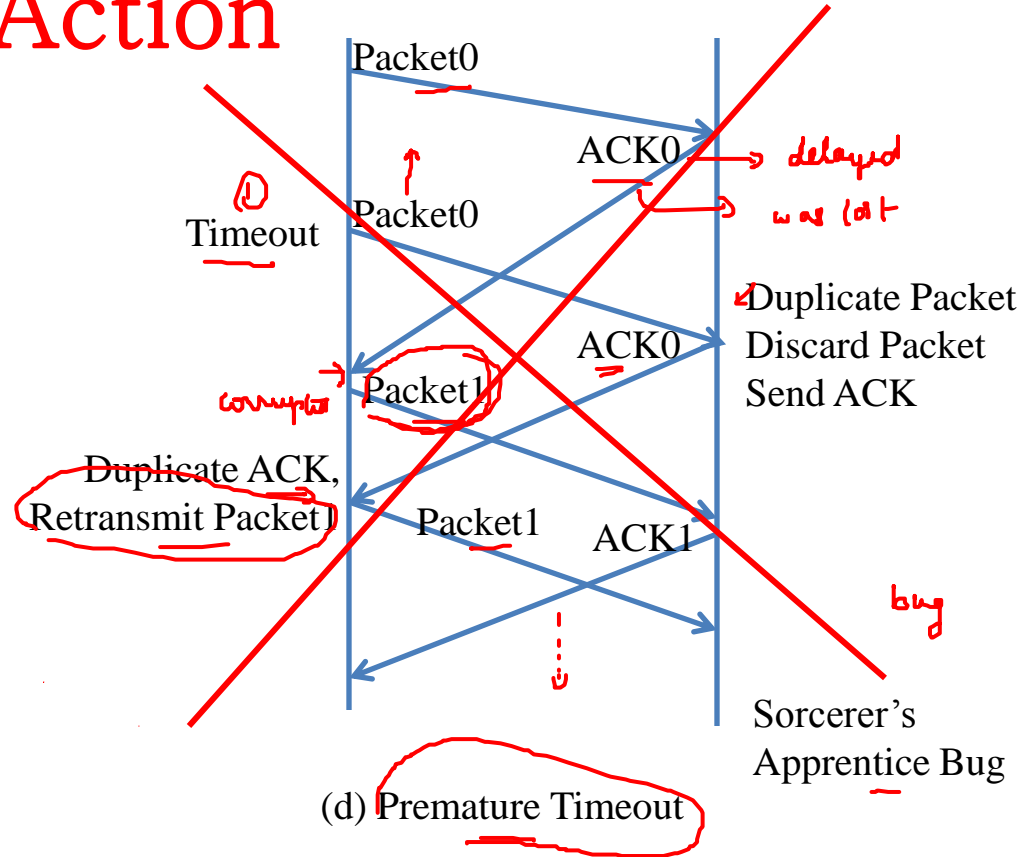 Action
Packet0
ACK0
delayed
was lost
1
Timeout
Packet0
Duplicate Packet
Discard Packet
Send ACK
ACK0
Packet1
Duplicate ACK,
Retransmit Packet1
Packet1
ACK1
bug
Sorcerer's
Apprentice Bug
(d) Premature Timeout